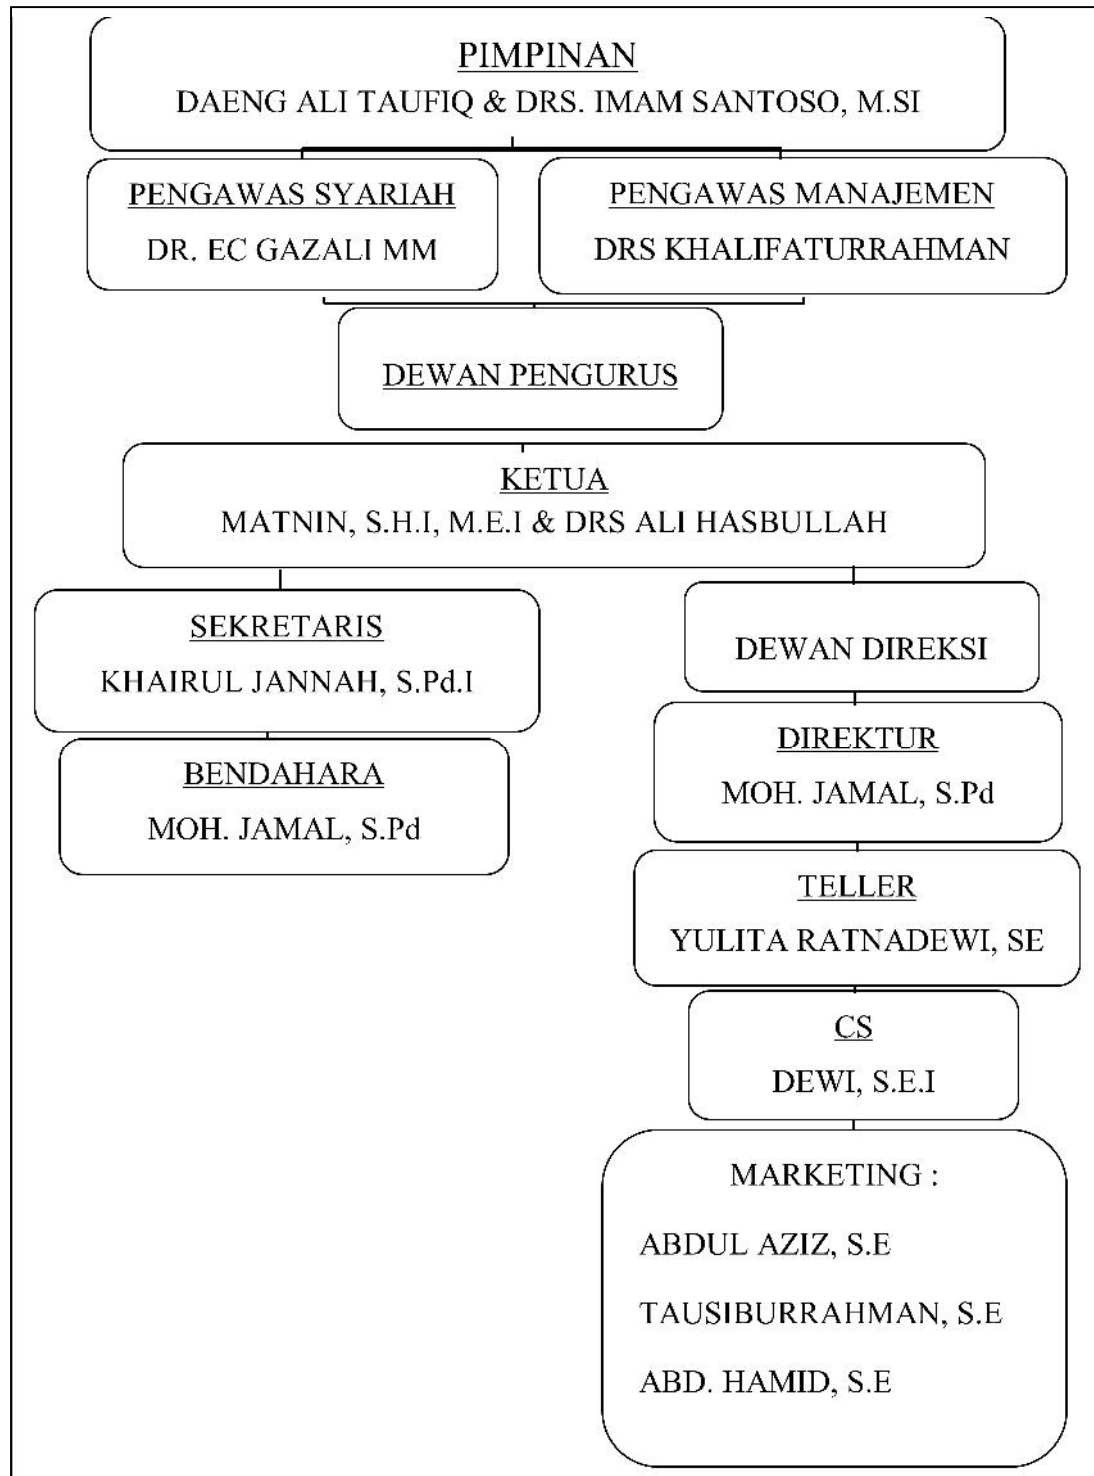 PIMPINAN
DAENG ALI TAUFIQ & DRS. IMAM SANTOSO, M.SI
PENGAWAS SYARIAH
DR. EC GAZALI MM
PENGAWAS MANAJEMEN
DRS KHALIFATURRAHMAN
DEWAN PENGURUS
KETUA
MATNIN, S.H.I, M.E.I & DRS ALI HASBULLAH
SEKRETARIS
KHAIRUL JANNAH, S.Pd.I
BENDAHARA
MOH. JAMAL, S.Pd
DEWAN DIREKSI
DIREKTUR
MOH. JAMAL, S.Pd
TELLER
YULITA RATNADEWI, SE
CS
DEWI, S.E.I
MARKETING :
ABDUL AZIZ, S.E
TAUSIBURRAHMAN, S.E
ABD. HAMID, S.E